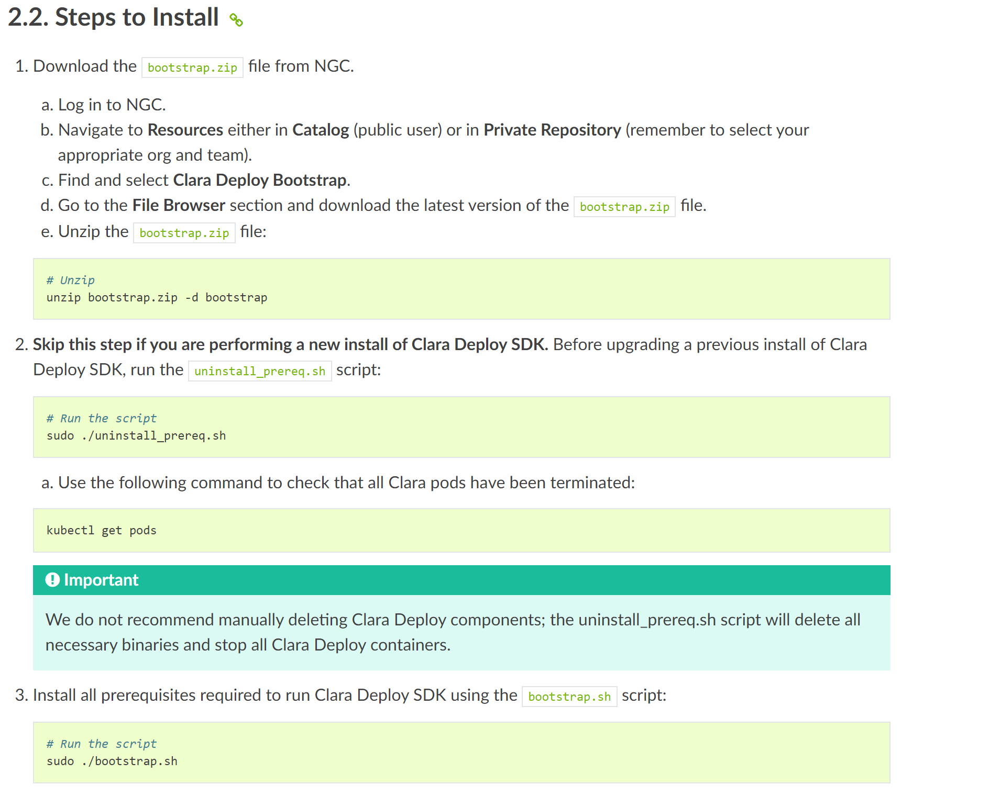 2.2. Steps to Install
1. Download the bootstrap.zip file from NGC.
a. Log in to NGC.
b. Navigate to Resources either in Catalog (public user) or in Private Repository (remember to select your
appropriate org and team).
c. Find and select Clara Deploy Bootstrap.
d. Go to the File Browser section and download the latest version of the bootstrap.zip file.
e. Unzip the bootstrap.zip file:
# Unzip
unzip bootstrap.zip -d bootstrap
2. Skip this step if you are performing a new install of Clara Deploy SDK. Before upgrading a previous install of Clara
Deploy SDK, run the uninstall_prereq.sh script:
# Run the script
sudo ./uninstall_prereq.sh
a. Use the following command to check that all Clara pods have been terminated:
kubectl get pods
Important
We do not recommend manually deleting Clara Deploy components; the uninstall_prereq.sh script will delete all
necessary binaries and stop all Clara Deploy containers.
3. Install all prerequisites required to run Clara Deploy SDK using the bootstrap.sh script:
# Run the script
sudo ./bootstrap.sh